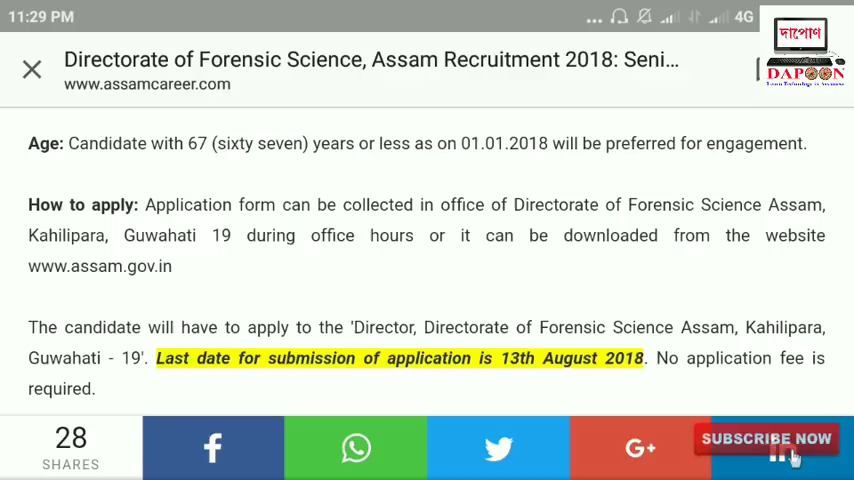 11:29 PM
4G
দাপোণ
DAPOON
Learn Technology in Assamese
Directorate of Forensic Science, Assam Recruitment 2018: Seni...
www.assamcareer.com
Age: Candidate with 67 (sixty seven) years or less as on 01.01.2018 will be preferred for engagement.
How to apply: Application form can be collected in office of Directorate of Forensic Science Assam,
Kahilipara, Guwahati 19 during office hours or it can be downloaded from the website
www.assam.gov.in
The candidate will have to apply to the 'Director, Directorate of Forensic Science Assam, Kahilipara,
Guwahati - 19'. Last date for submission of application is 13th August 2018. No application fee is
required.
28
SHARES
f
G+
SUBSCRIBE NOW
in